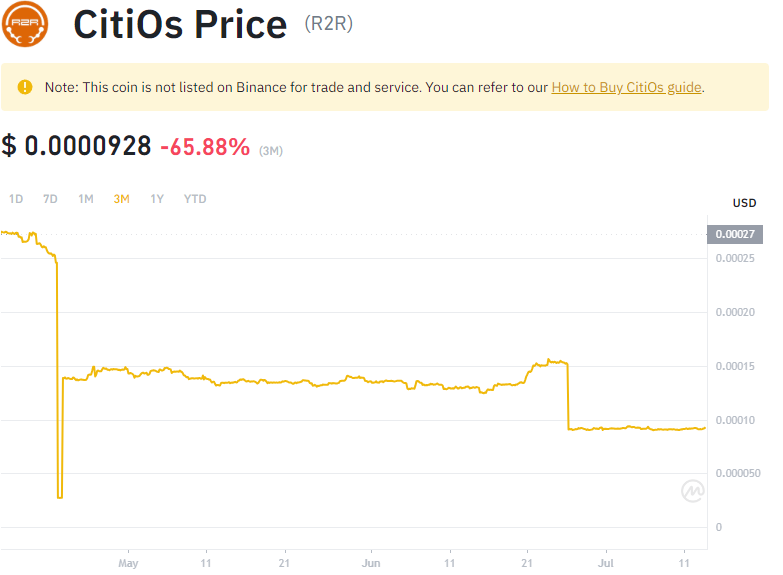 R2R
CitiOs Price (R2R)
Note: This coin is not listed on Binance for trade and service. You can refer to our How to Buy CitiOs guide.
$ 0.0000928 -65.88% (3M)
1D 7D 1M 3M 1Y YTD
USD
0.00027
0.00025
0.00020
0.00015
0.00010
0.000050
0
May 11 21 Jun 11 21 Jul 11